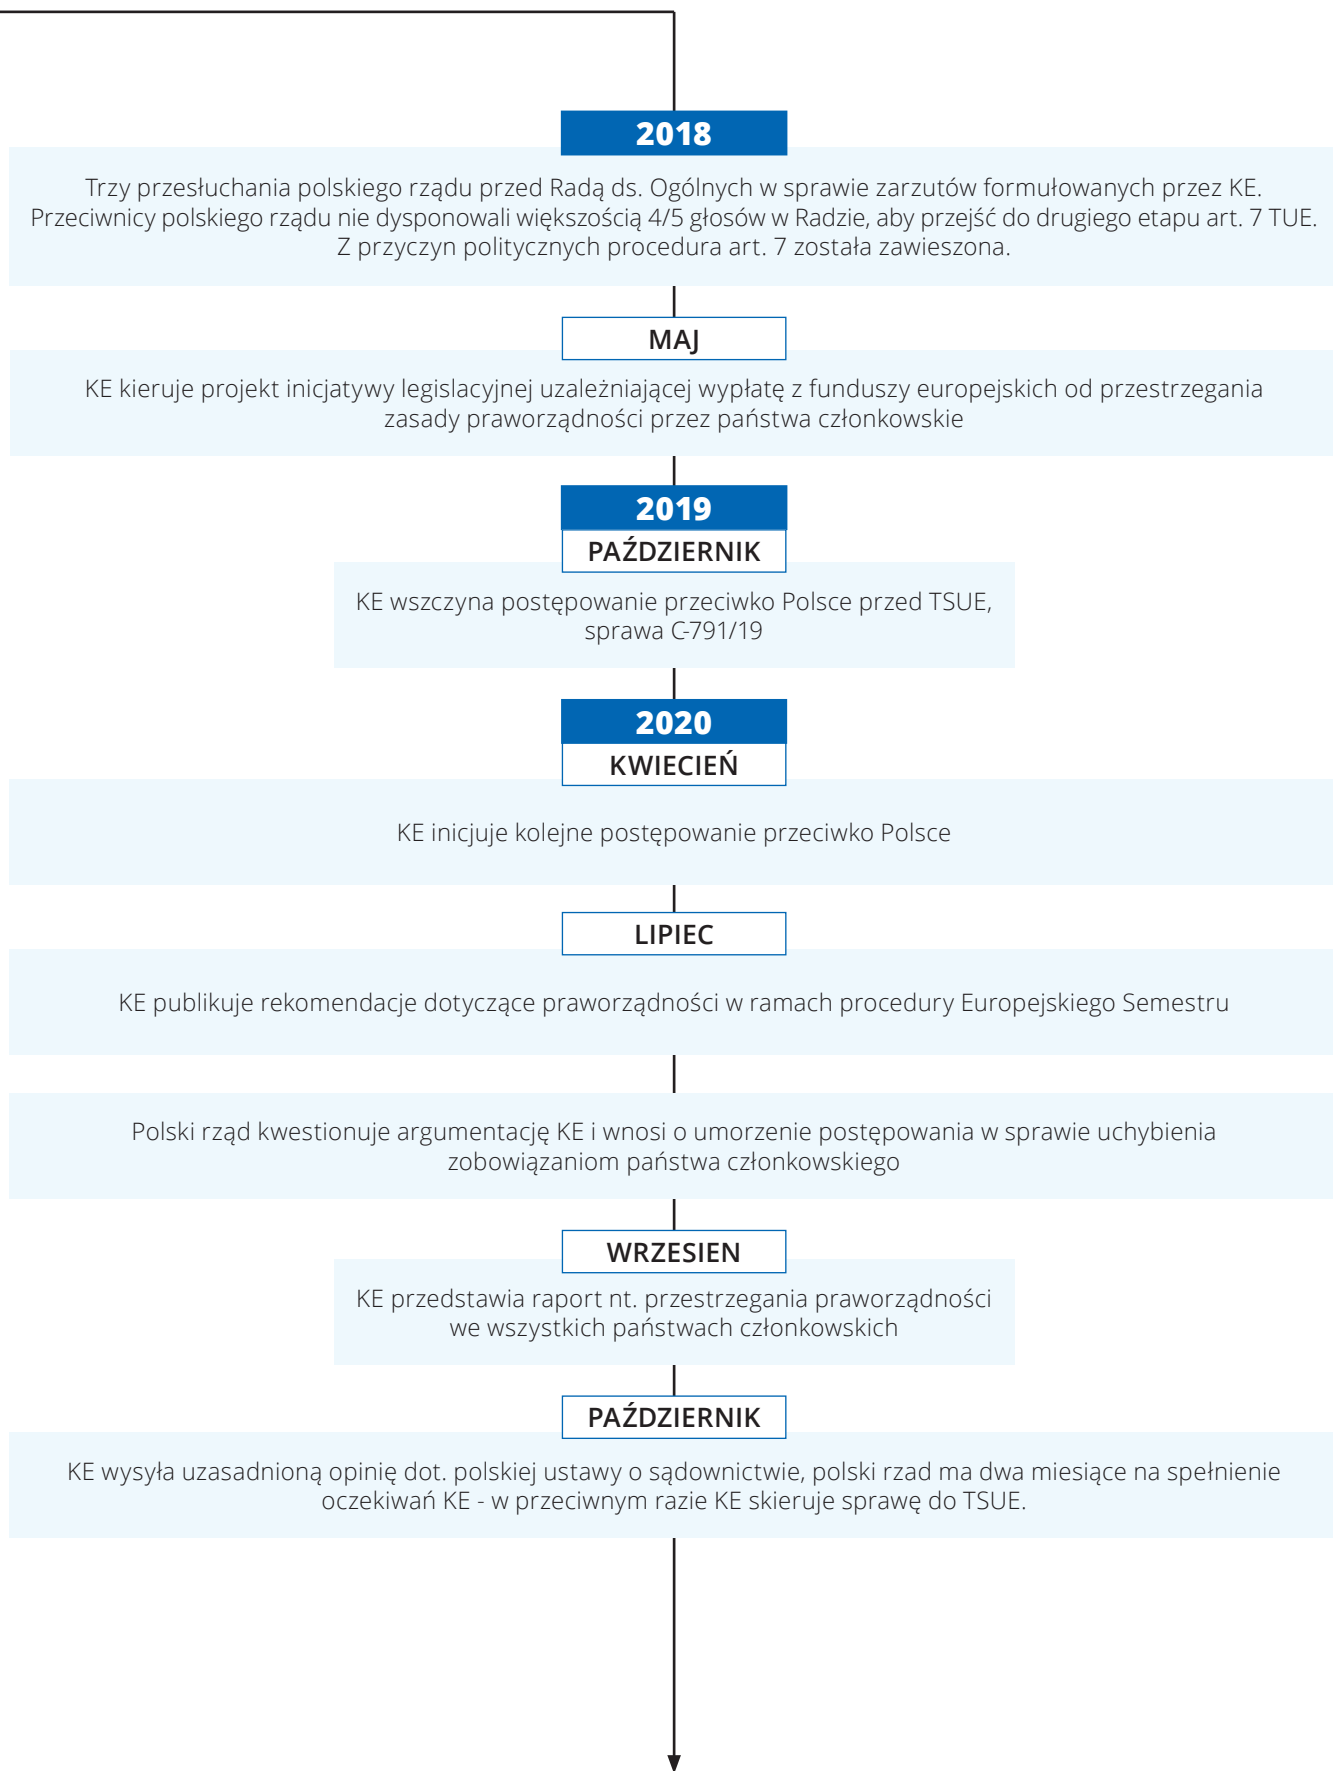 2018
Trzy przesłuchania polskiego rządu przed Radą ds. Ogólnych w sprawie zarzutów formułowanych przez KE.
Przeciwnicy polskiego rządu nie dysponowali większością 4/5 głosów w Radzie, aby przejść do drugiego etapu art. 7 TUE.
Z przyczyn politycznych procedura art. 7 została zawieszona.
MAJ
KE kieruje projekt inicjatywy legislacyjnej uzależniającej wypłatę z funduszy europejskich od przestrzegania
zasady praworządności przez państwa członkowskie
2019
PAŹDZIERNIK
KE wszczyna postępowanie przeciwko Polsce przed TSUE,
sprawa C-791/19
2020
KWIECIEŃ
KE inicjuje kolejne postępowanie przeciwko Polsce
LIPIEC
KE publikuje rekomendacje dotyczące praworządności w ramach procedury Europejskiego Semestru
Polski rząd kwestionuje argumentację KE i wnosi o umorzenie postępowania w sprawie uchybienia
zobowiązaniom państwa członkowskiego
WRZESIEN
KE przedstawia raport nt. przestrzegania praworządności
we wszystkich państwach członkowskich
PAŹDZIERNIK
KE wysyła uzasadnioną opinię dot. polskiej ustawy o sądownictwie, polski rzad ma dwa miesiące na spełnienie
oczekiwań KE - w przeciwnym razie KE skieruje sprawę do TSUE.